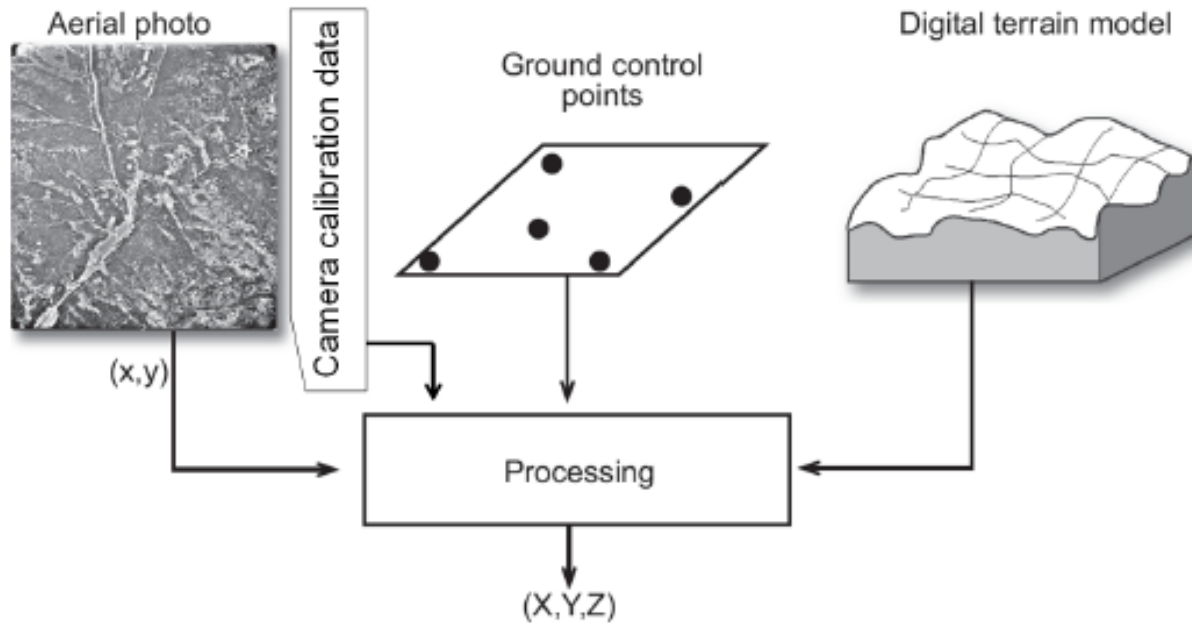 Aerial photo
Camera calibration data
Ground control
points
Digital terrain model
(x,y)
Processing
(X,Y,Z)